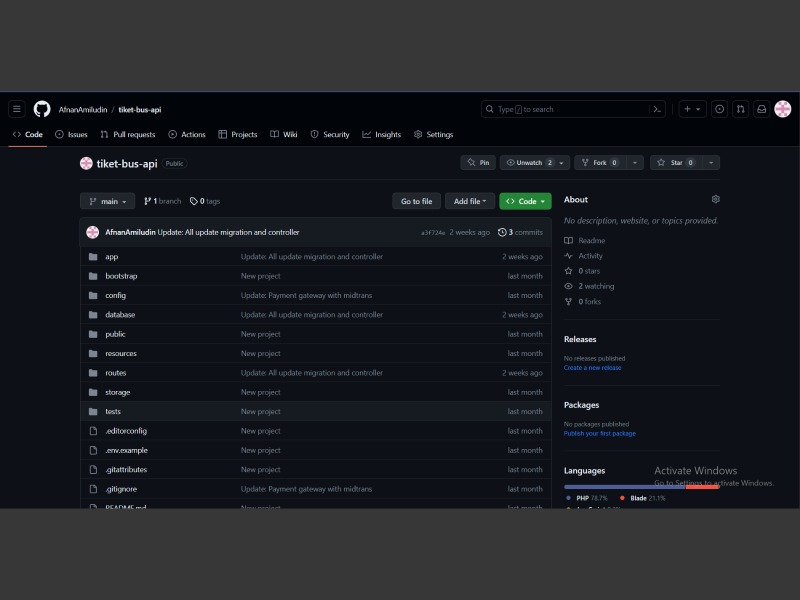 AfnanAmiludin / tiket-bus-api
Type / to search
Code Issues Pull requests Actions Projects Wiki Security Insights Settings
tiket-bus-api Public
Pin Unwatch 2 Fork 0 Star 0
main 1 branch 0 tags Go to file Add file Code
AfnanAmiludin Update: All update migration and controller a3f724e 2 weeks ago 3 commits
app Update: All update migration and controller 2 weeks ago
bootstrap New project last month
config Update: Payment gateway with midtrans last month
database Update: All update migration and controller 2 weeks ago
public New project last month
resources New project last month
routes Update: All update migration and controller 2 weeks ago
storage New project last month
tests New project last month
.editorconfig New project last month
.env.example New project last month
.gitattributes New project last month
.gitignore Update: Payment gateway with midtrans last month
README.md New project last month
About
No description, website, or topics provided.
Readme
Activity
0 stars
2 watching
0 forks
Releases
No releases published
Create a new release
Packages
No packages published
Publish your first package
Languages
PHP 78.7% Blade 21.1%
Activate Windows
Go to Settings to activate Windows.